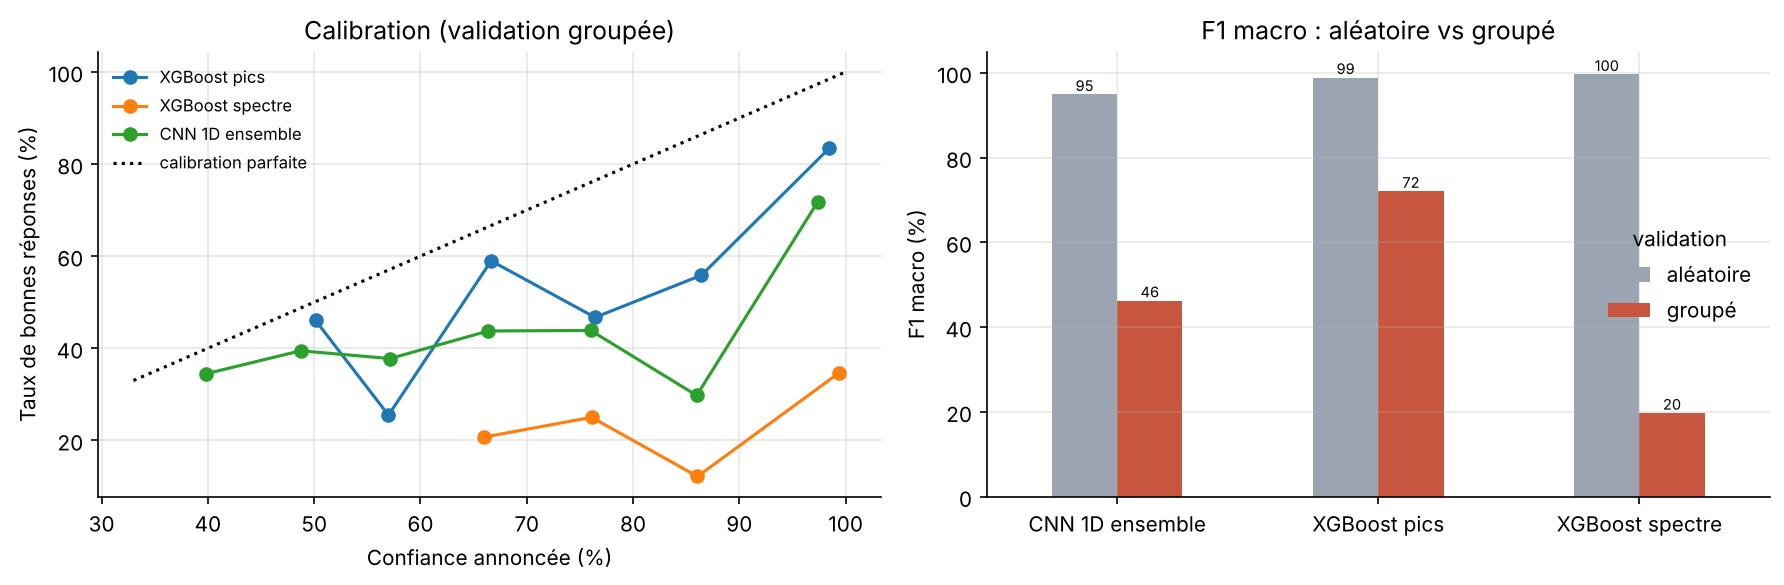 Calibration (validation groupée)
Taux de bonnes réponses (%)
100
80
60
40
20
XGBoost pics
XGBoost spectre
CNN 1D ensemble
calibration parfaite
30 40 50 60 70 80 90 100
Confiance annoncée (%)
F1 macro : aléatoire vs groupé
F1 macro (%)
100
80
60
40
20
0
95
46
99
72
100
20
validation
aléatoire
groupé
CNN 1D ensemble XGBoost pics XGBoost spectre